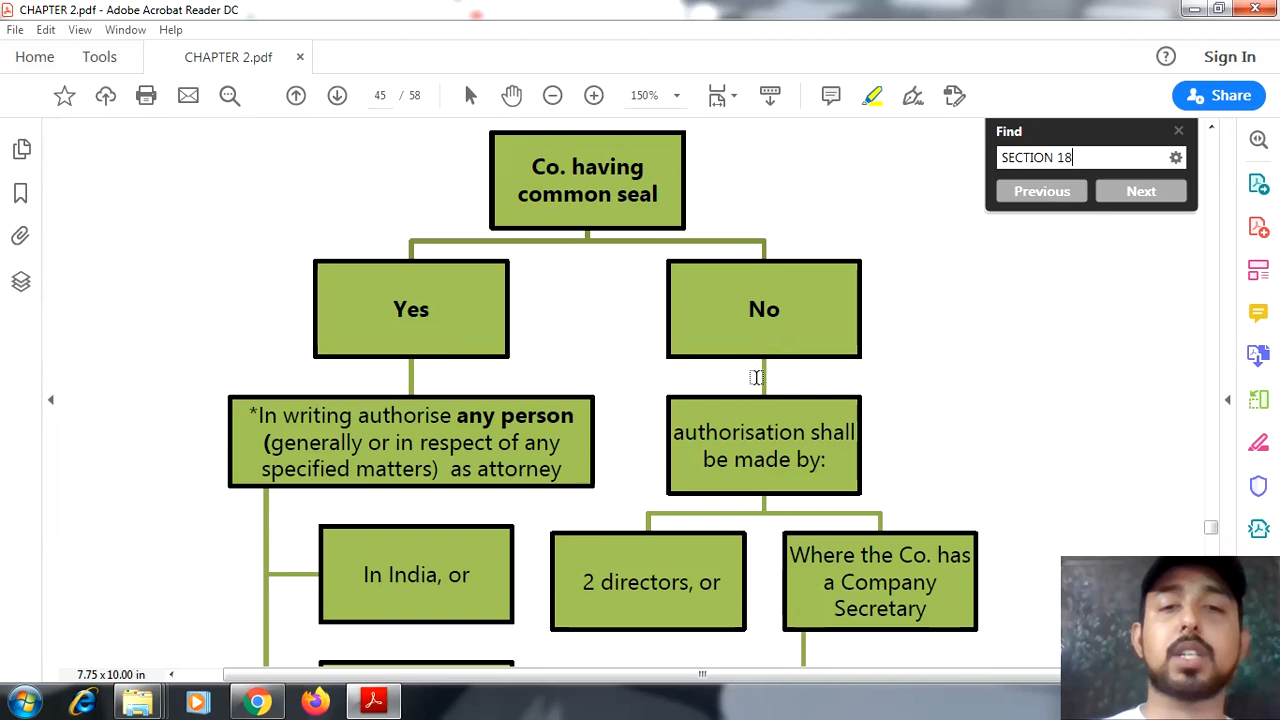 CHAPTER 2.pdf - Adobe Acrobat Reader DC
File Edit View Window Help
Home Tools CHAPTER 2.pdf ×
? Sign In
45 / 58 150% Share
Find
SECTION 18
Previous Next
Co. having
common seal
Yes
No
*In writing authorise any person
(generally or in respect of any
specified matters) as attorney
authorisation shall
be made by:
In India, or
2 directors, or
Where the Co. has
a Company
Secretary
7.75 x 10.00 in